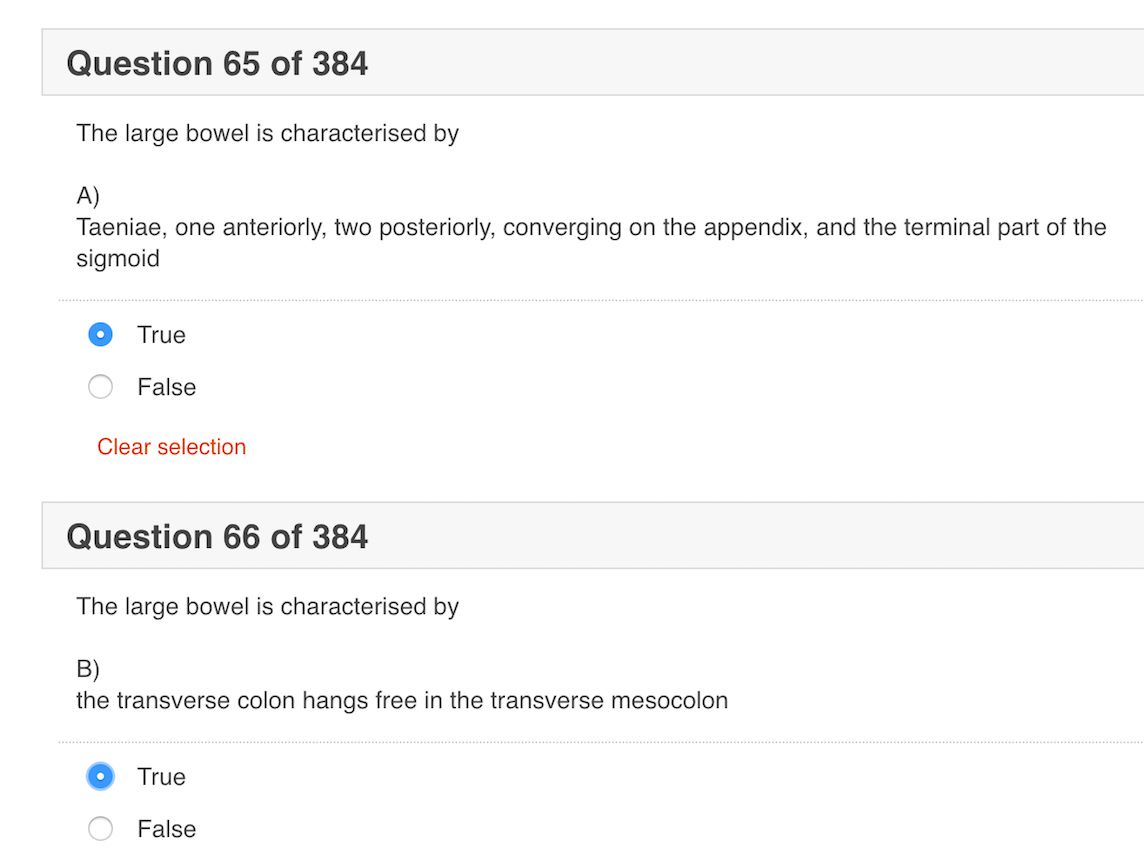 Question 65 of 384
The large bowel is characterised by
A)
Taeniae, one anteriorly, two posteriorly, converging on the appendix, and the terminal part of the
sigmoid
True
False
Clear selection
Question 66 of 384
The large bowel is characterised by
B)
the transverse colon hangs free in the transverse mesocolon
True
False